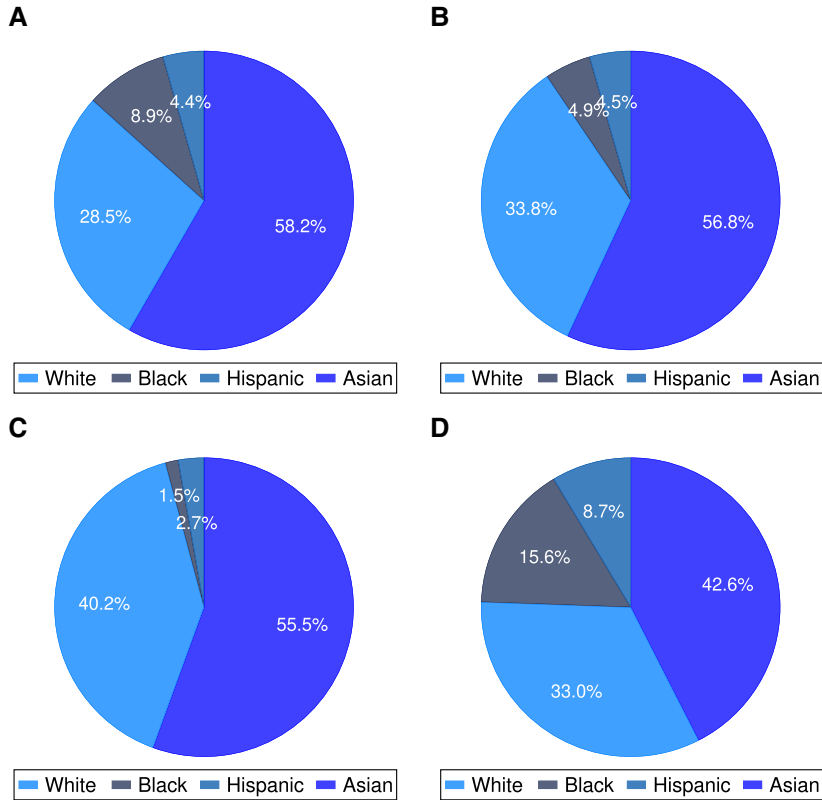 A
4.4%
8.9%
28.5%
58.2%
White Black Hispanic Asian
B
4.5%
4.9%
33.8%
56.8%
White Black Hispanic Asian
C
1.5%
2.7%
40.2%
55.5%
White Black Hispanic Asian
D
8.7%
15.6%
42.6%
33.0%
White Black Hispanic Asian